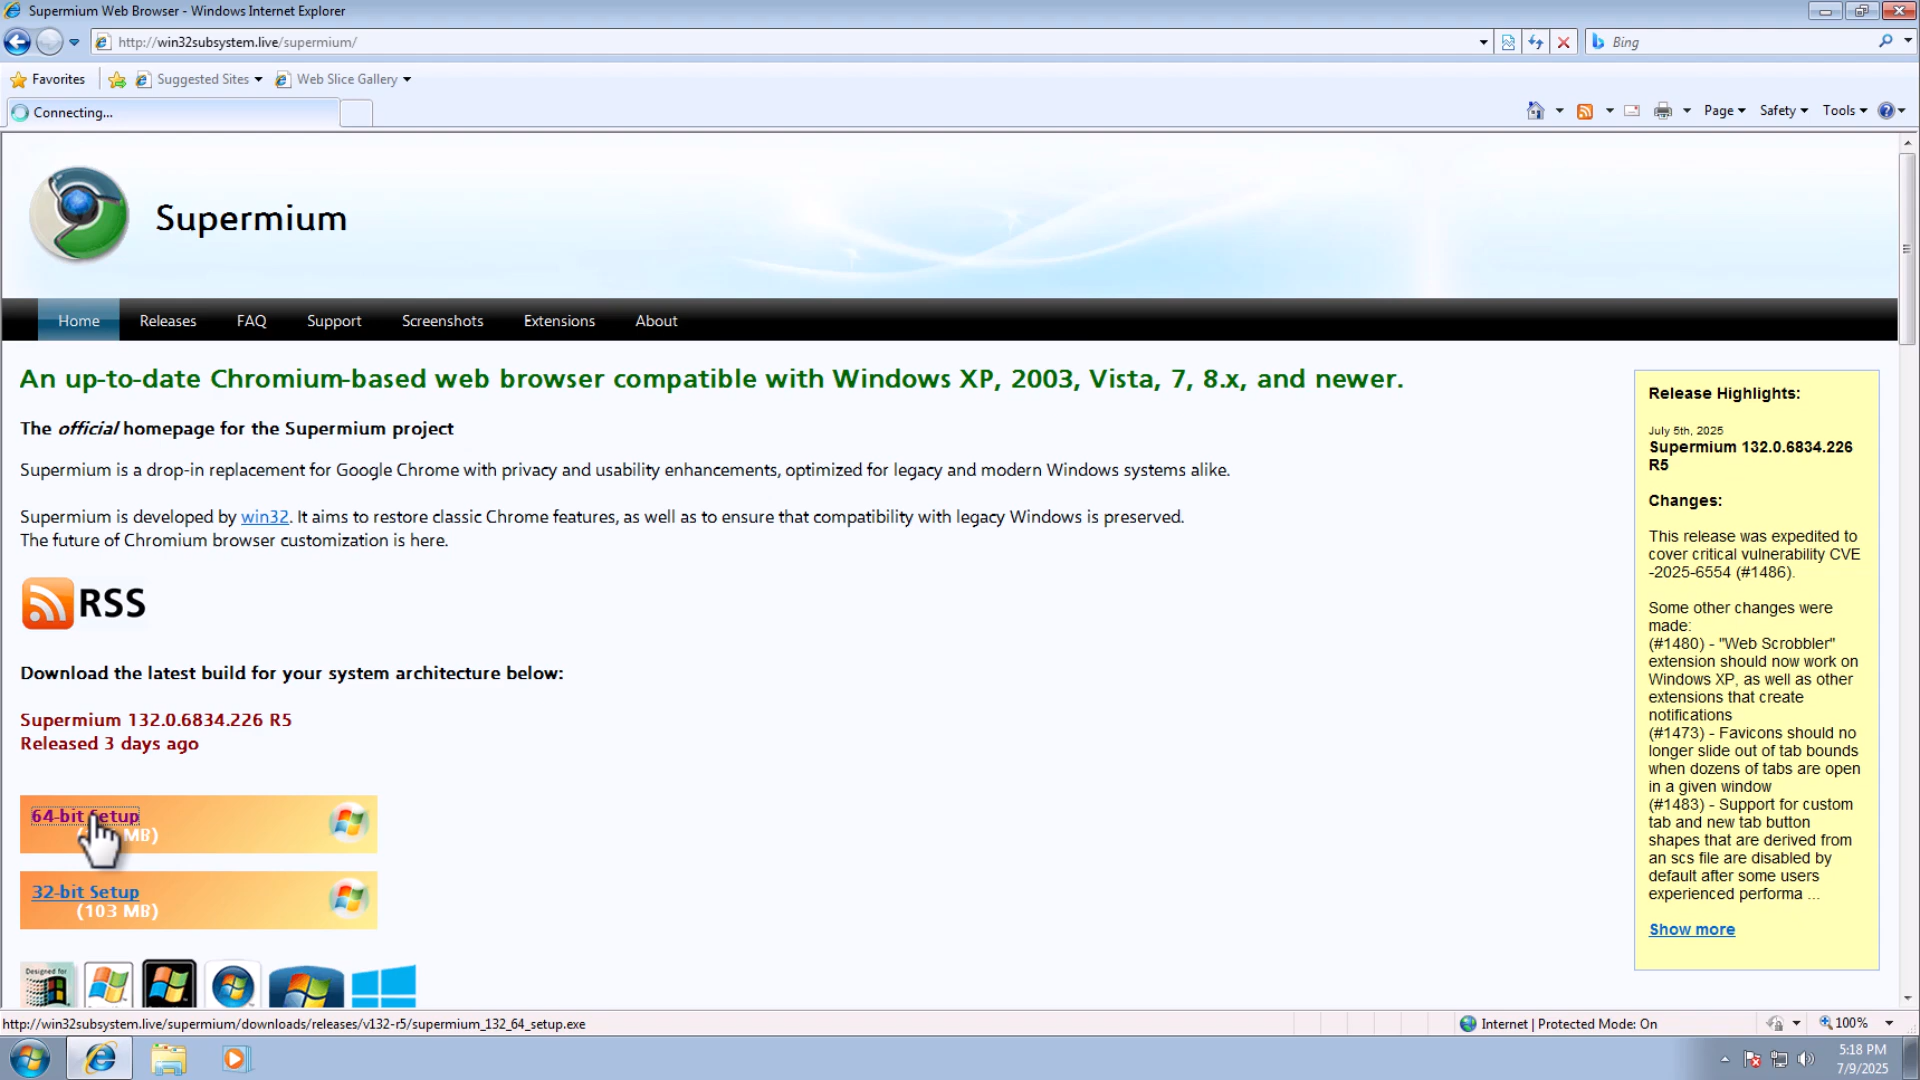 Supermium Web Browser - Windows Internet Explorer
http://win32subsystem.live/supermium/
Bing
Favorites
Suggested Sites
Web Slice Gallery
Connecting...
Page
Safety
Tools
Supermium
Home
Releases
FAQ
Support
Screenshots
Extensions
About
An up-to-date Chromium-based web browser compatible with Windows XP, 2003, Vista, 7, 8.x, and newer.
The official homepage for the Supermium project
Supermium is a drop-in replacement for Google Chrome with privacy and usability enhancements, optimized for legacy and modern Windows systems alike.
Supermium is developed by win32. It aims to restore classic Chrome features, as well as to ensure that compatibility with legacy Windows is preserved.
The future of Chromium browser customization is here.
RSS
Download the latest build for your system architecture below:
Supermium 132.0.6834.226 R5
Released 3 days ago
64-bit Setup
MB)
32-bit Setup
(103 MB)
Designed for
Release Highlights:
July 5th, 2025
Supermium 132.0.6834.226
R5
Changes:
This release was expedited to
cover critical vulnerability CVE
-2025-6554 (#1486).
Some other changes were
made:
(#1480) - "Web Scrobbler"
extension should now work on
Windows XP, as well as other
extensions that create
notifications
(#1473) - Favicons should no
longer slide out of tab bounds
when dozens of tabs are open
in a given window
(#1483) - Support for custom
tab and new tab button
shapes that are derived from
an scs file are disabled by
default after some users
experienced performa ...
Show more
http://win32subsystem.live/supermium/downloads/releases/v132-r5/supermium_132_64_setup.exe
Internet | Protected Mode: On
100%
5:18 PM
7/9/2025